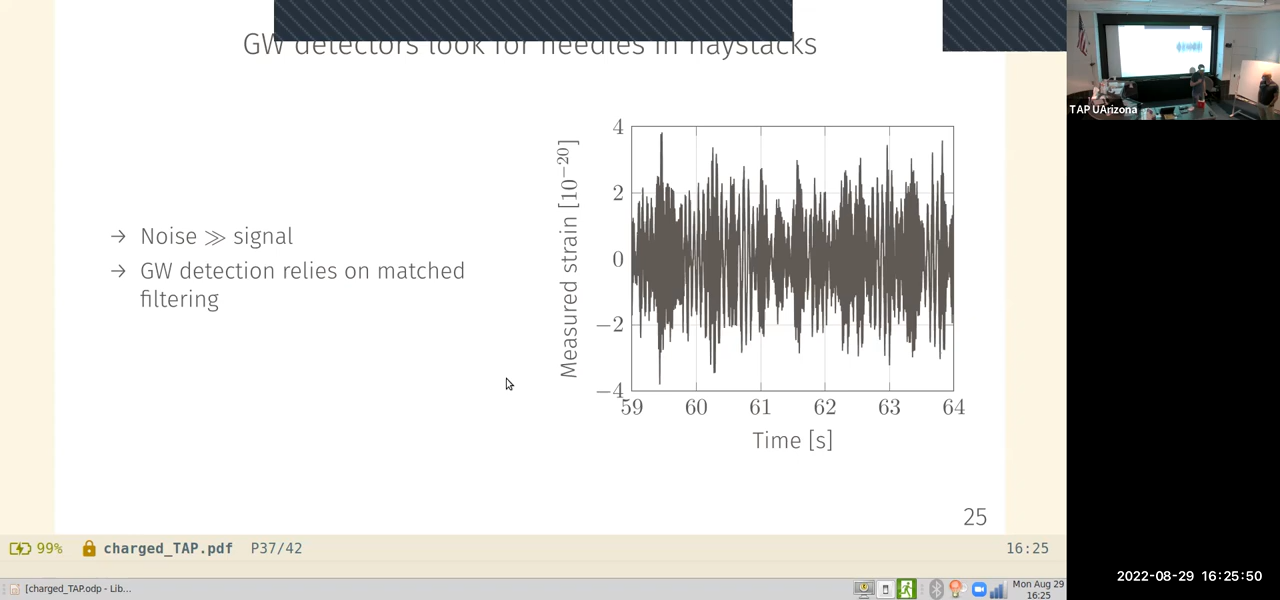 GW detectors look for needles in haystacks
TAP UArizona
→ Noise ≫ signal
→ GW detection relies on matched
filtering
Measured strain [10⁻²⁰]
4
2
0
−2
−4
59 60 61 62 63 64
Time [s]
25
99% charged_TAP.pdf P37/42 16:25
[charged_TAP.odp - Lib...
Mon Aug 29
16:25
2022-08-29 16:25:50